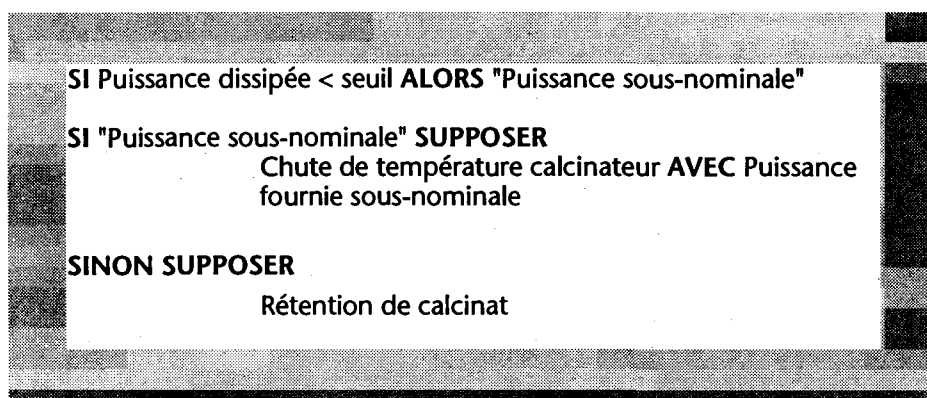 SI Puissance dissipée < seuil ALORS "Puissance sous-nominale"
SI "Puissance sous-nominale" SUPPOSER
Chute de température calcinateur AVEC Puissance
fournie sous-nominale
SINON SUPPOSER
Rétention de calcinat